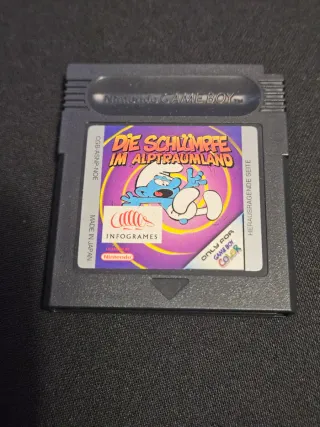 Nintendo GAME BOY
DIE SCHLÜMPFE
IM ALPTRAUMLAND
INFOGRAMES
Nintendo
ONLY FOR
GAME BOY
COLOR
MADE IN JAPAN
HERAUSRAGENDE SEITE